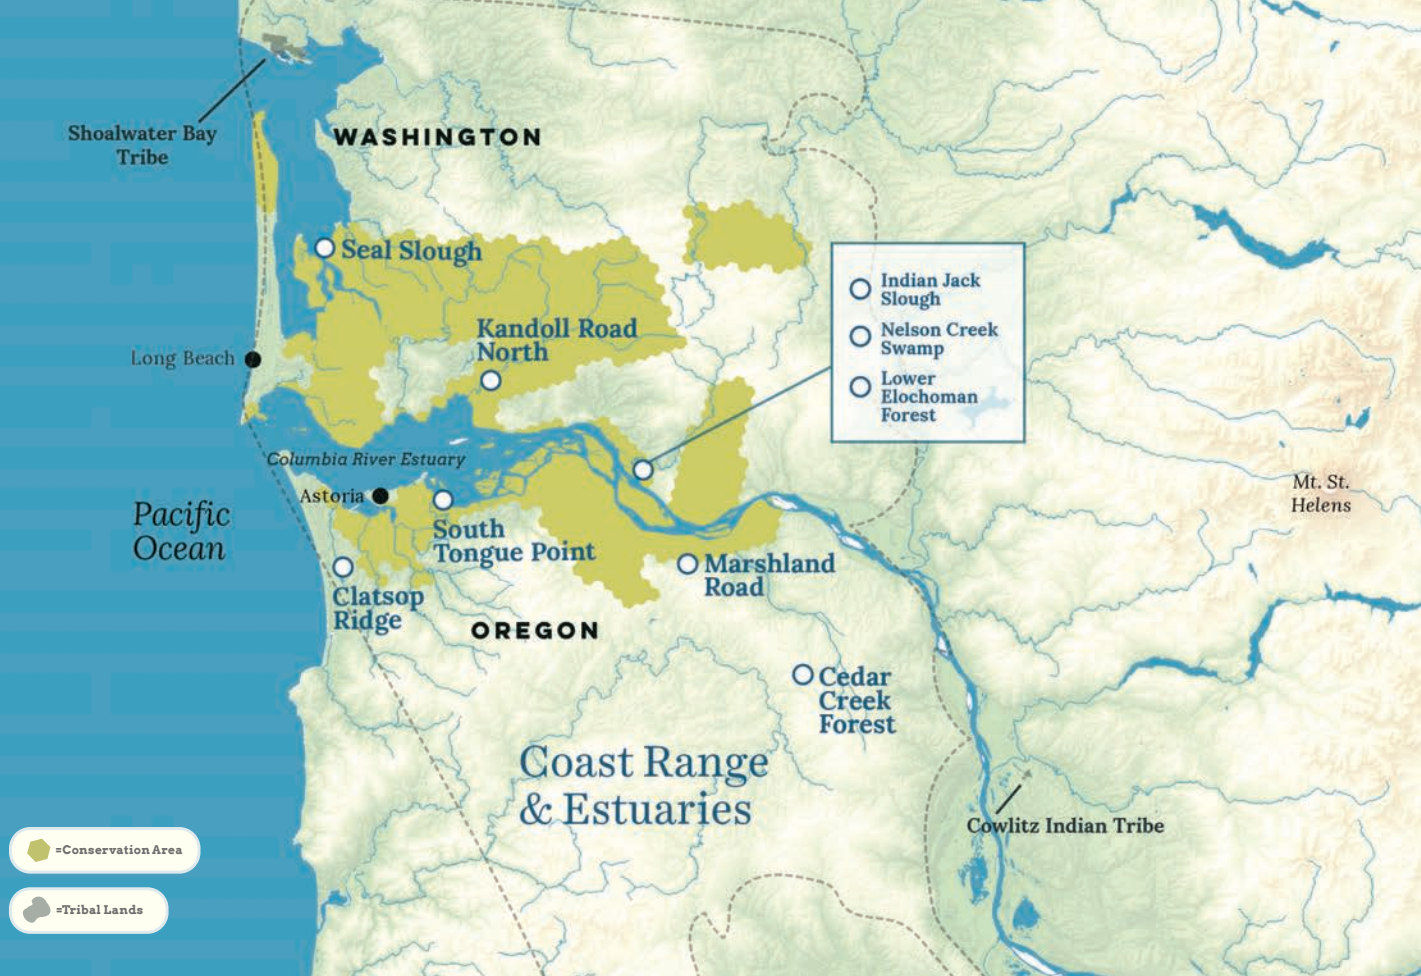 Shoalwater Bay
Tribe
WASHINGTON
Seal Slough
Kandoll Road
North
Indian Jack
Slough
Nelson Creek
Swamp
Lower
Elochoman
Forest
Long Beach
Columbia River Estuary
Astoria
Pacific
Ocean
South
Tongue Point
Mt. St.
Helens
Marshland
Road
Clatsop
Ridge
OREGON
Cedar
Creek
Forest
Coast Range
& Estuaries
Cowlitz Indian Tribe
=Conservation Area
=Tribal Lands